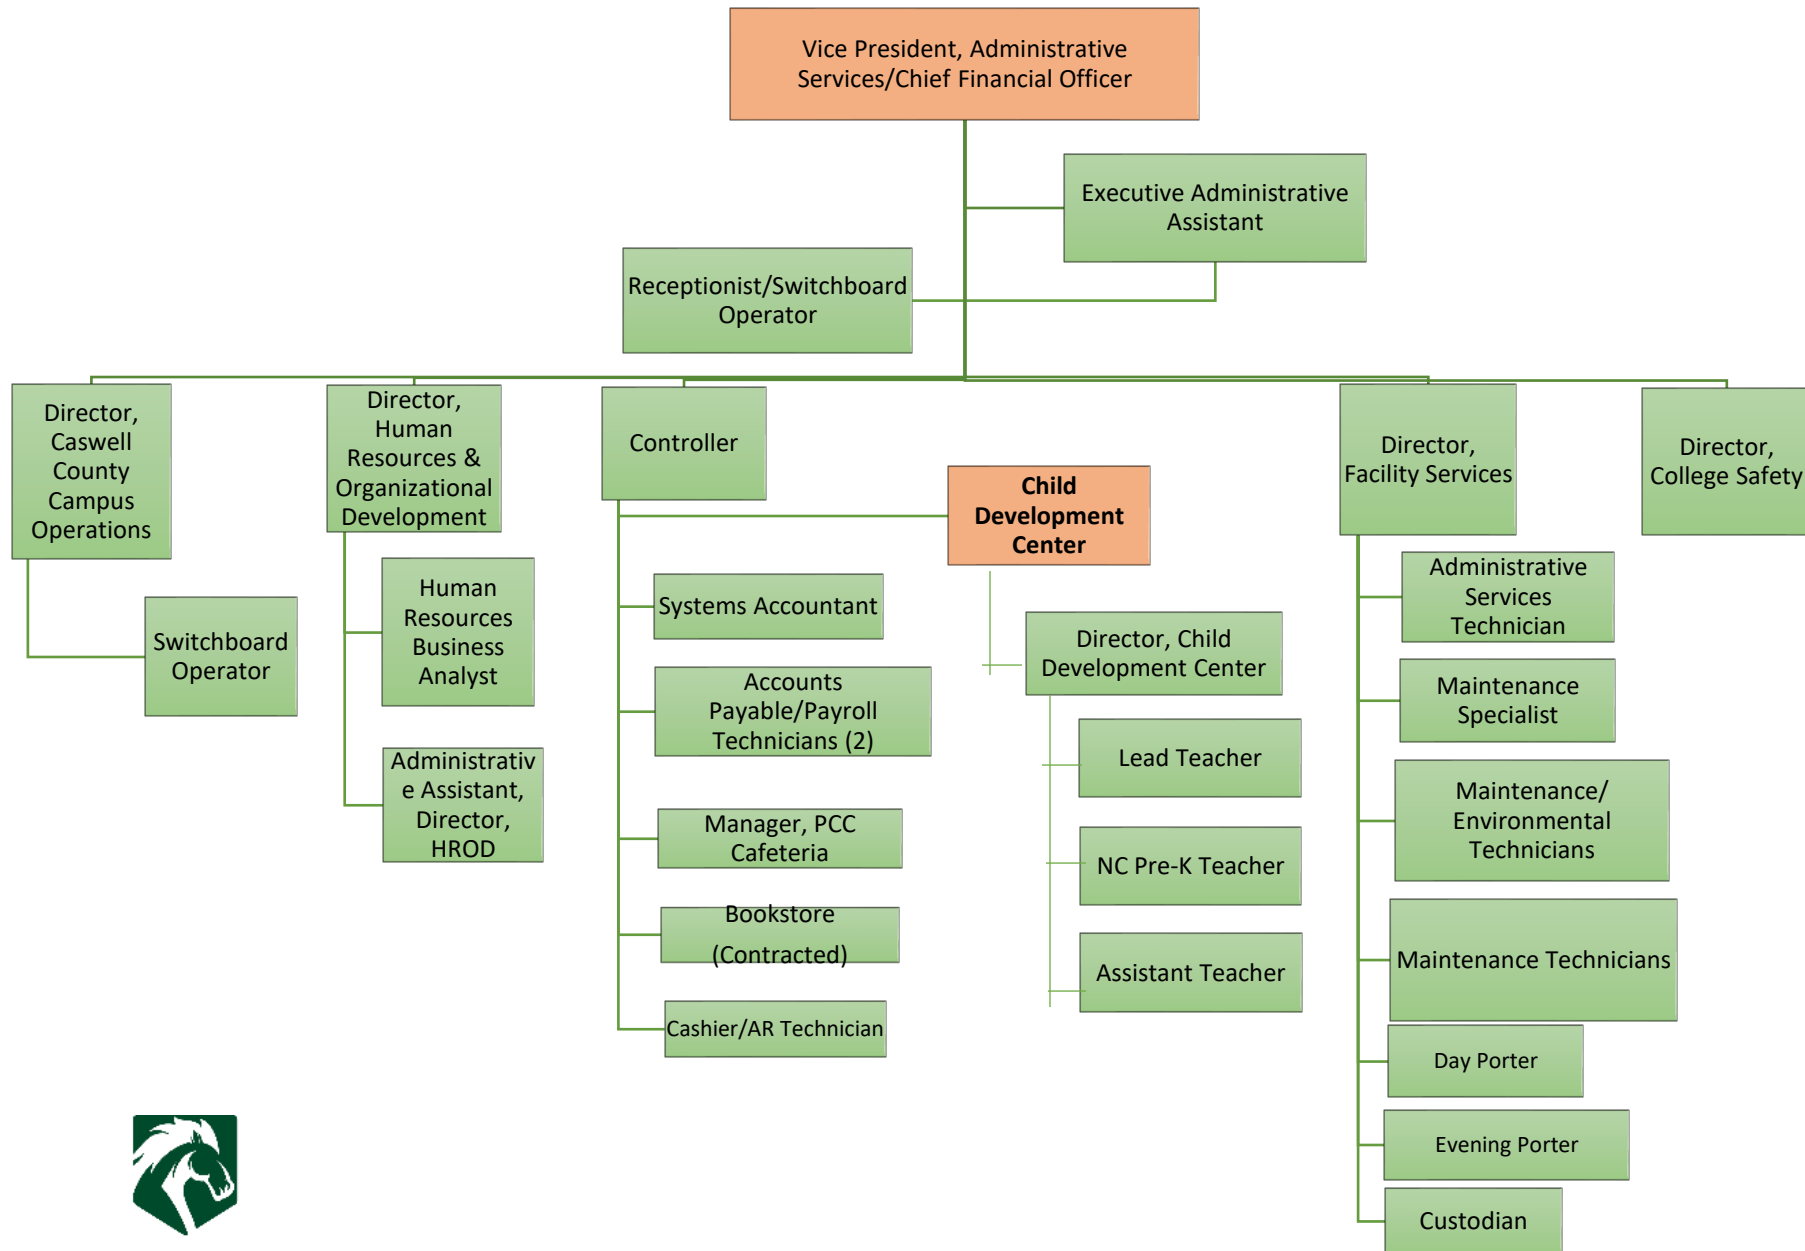 Vice President, Administrative
Services/Chief Financial Officer
Executive Administrative
Assistant
Receptionist/Switchboard
Operator
Director,
Caswell
County
Campus
Operations
Switchboard
Operator
Director,
Human
Resources &
Organizational
Development
Human
Resources
Business
Analyst
Administrativ
e Assistant,
Director,
HROD
Controller
Systems Accountant
Accounts
Payable/Payroll
Technicians (2)
Manager, PCC
Cafeteria
Bookstore
(Contracted)
Cashier/AR Technician
Child
Development
Center
Director, Child
Development Center
Lead Teacher
NC Pre-K Teacher
Assistant Teacher
Director,
Facility Services
Administrative
Services
Technician
Maintenance
Specialist
Maintenance/
Environmental
Technicians
Maintenance Technicians
Day Porter
Evening Porter
Custodian
Director,
College Safety